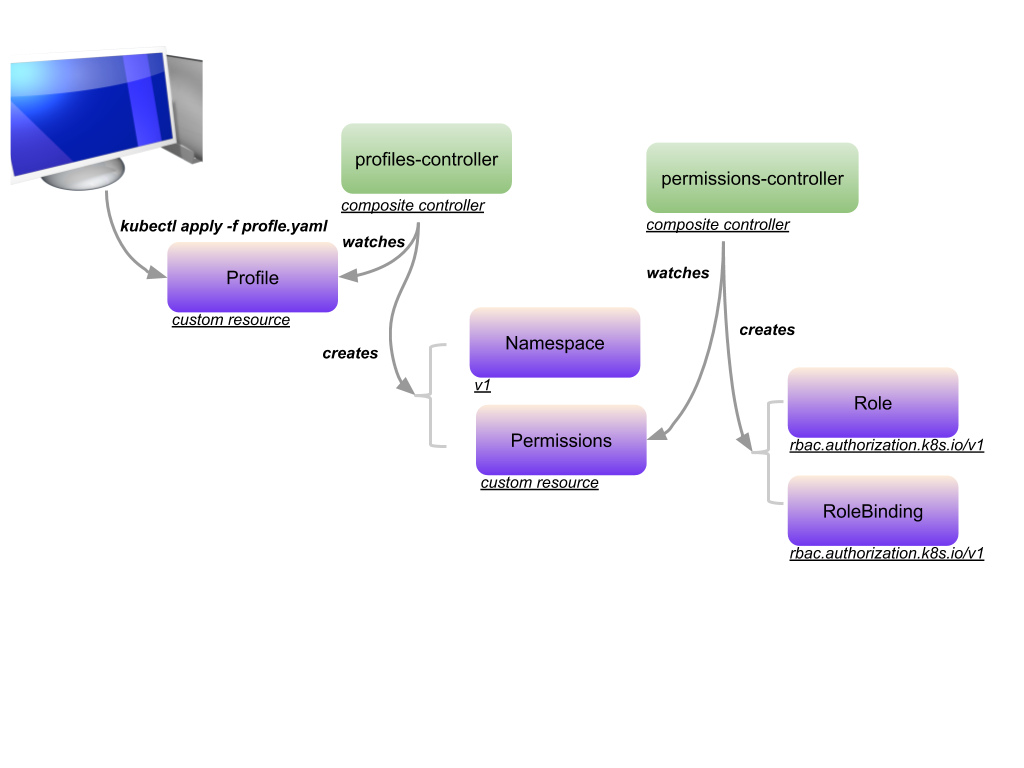 profiles-controller
composite controller
permissions-controller
composite controller
kubectl apply -f profle.yaml
watches
Profile
custom resource
watches
creates
creates
Namespace
v1
Permissions
custom resource
Role
rbac.authorization.k8s.io/v1
RoleBinding
rbac.authorization.k8s.io/v1